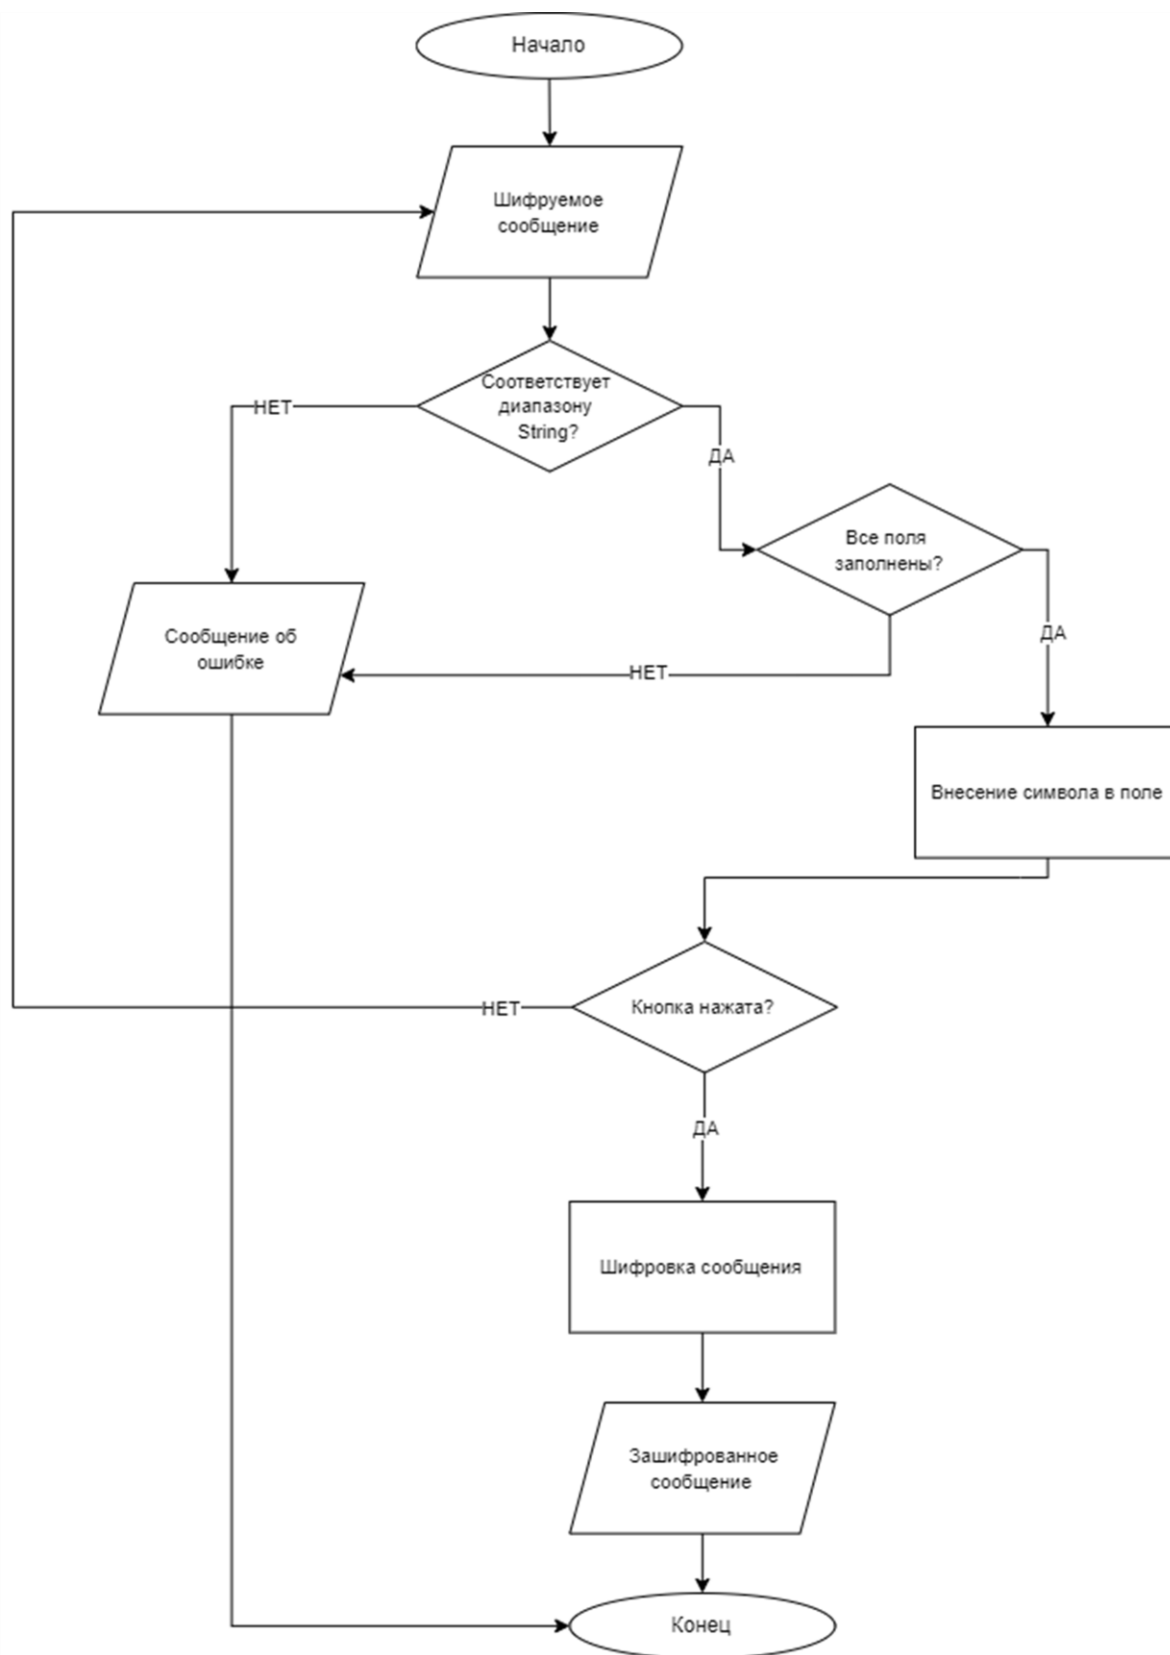 Начало
Шифруемое
сообщение
Соответствует
диапазону
String?
НЕТ
ДА
Все поля
заполнены?
ДА
Сообщение об
ошибке
НЕТ
Внесение символа в поле
НЕТ
Кнопка нажата?
ДА
Шифровка сообщения
Зашифрованное
сообщение
Конец